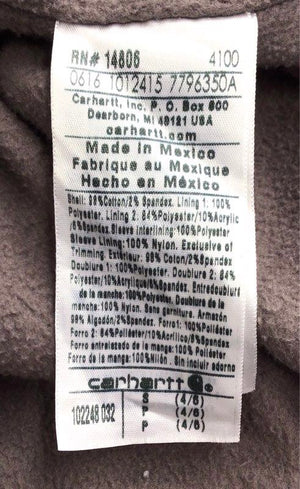 RN# 14806 4100
0616 1012415 7796350A
Carhartt, Inc. P. O. Box 600
Dearborn, MI 48121 USA
carhartt.com
Made in Mexico
Fabrique au Mexique
Hecho en México
Shell: 98%Cotton/2% Spandex. Lining 1: 100%
Polyester. Lining 2: 84%Polyester/10%Acrylic
/6%Spandex. Sleeve interlining:100% Polyester
Sleeve Lining:100% Nylon. Exclusive of
Trimming. Exterior: 98% Coton/2%Spandex
Doublure 1: 100%Polyester. Doublure 2: 84%
Polyester/10%Acrylique/6%Spandex. Entredoublure
de la manche:100% Polyester. Doublure de la
manche:100% Nylon. Sans garniture. Armazón
98% Algodón/2%Spandex. Forro1: 100% Poliéster
Forro 2: 84% Poliéster/10%Acrílico/6%Spandex
Forro entretelado de la manga: 100% Poliéster
Forro de la manga: 100%Nilón. Sin incluir adorno
carhartt
102248 032
S (4/6)
P (4/6)
P (4/6)